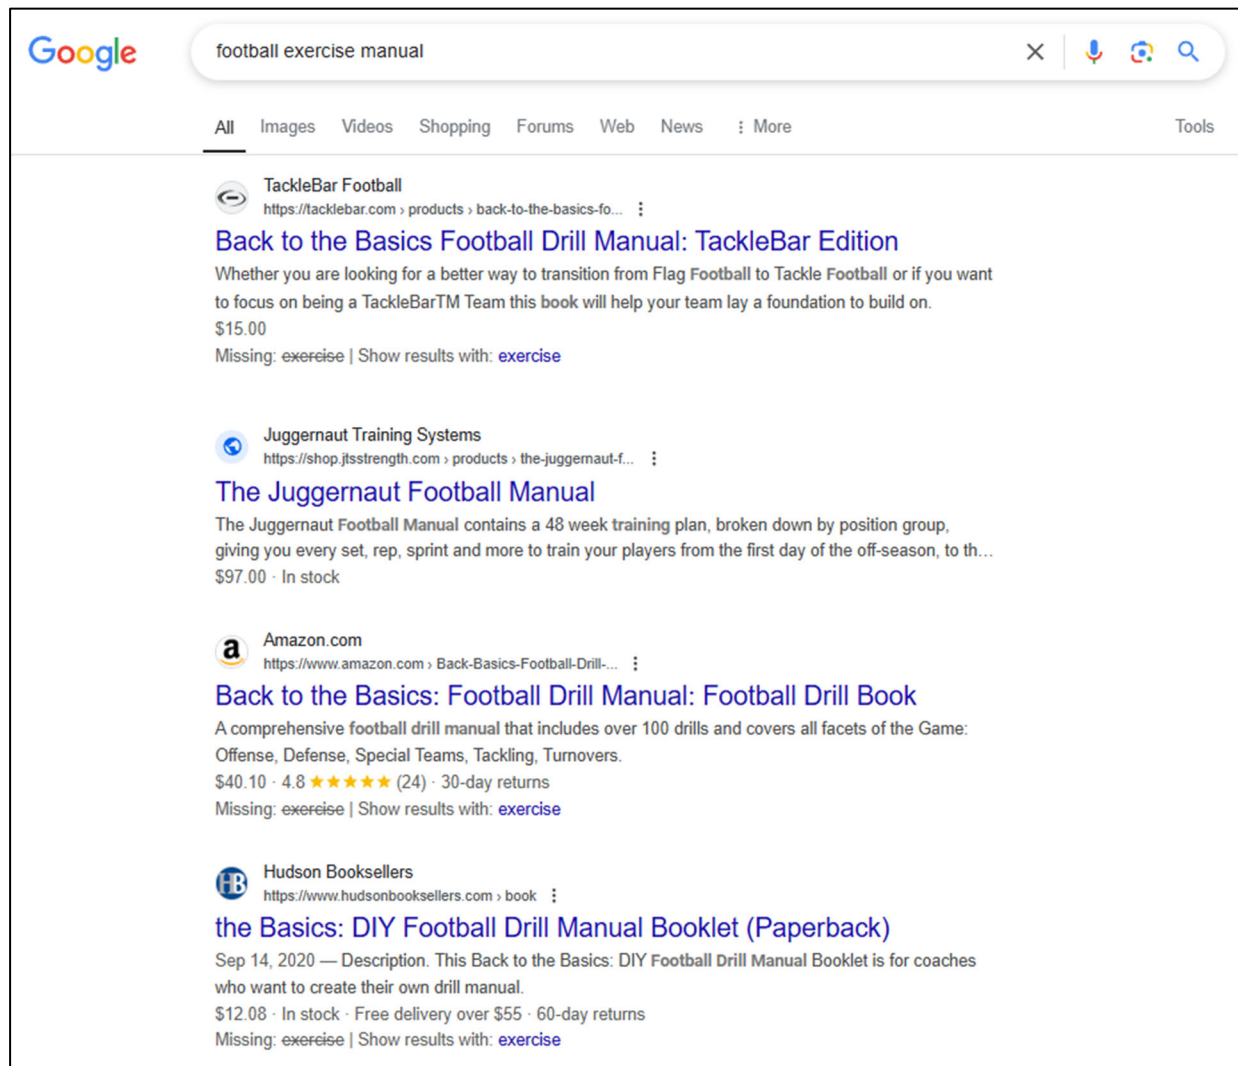 Google
football exercise manual
All Images Videos Shopping Forums Web News More Tools
TackleBar Football
https://tacklebar.com › products › back-to-the-basics-fo...
Back to the Basics Football Drill Manual: TackleBar Edition
Whether you are looking for a better way to transition from Flag Football to Tackle Football or if you want
to focus on being a TackleBarTM Team this book will help your team lay a foundation to build on.
$15.00
Missing: exercise | Show results with: exercise
Juggernaut Training Systems
https://shop.jtsstrength.com › products › the-juggernaut-f...
The Juggernaut Football Manual
The Juggernaut Football Manual contains a 48 week training plan, broken down by position group,
giving you every set, rep, sprint and more to train your players from the first day of the off-season, to th...
$97.00 · In stock
a
Amazon.com
https://www.amazon.com › Back-Basics-Football-Drill-...
Back to the Basics: Football Drill Manual: Football Drill Book
A comprehensive football drill manual that includes over 100 drills and covers all facets of the Game:
Offense, Defense, Special Teams, Tackling, Turnovers.
$40.10 · 4.8 ★★★★★ (24) · 30-day returns
Missing: exercise | Show results with: exercise
HB
Hudson Booksellers
https://www.hudsonbooksellers.com › book
the Basics: DIY Football Drill Manual Booklet (Paperback)
Sep 14, 2020 — Description. This Back to the Basics: DIY Football Drill Manual Booklet is for coaches
who want to create their own drill manual.
$12.08 · In stock · Free delivery over $55 · 60-day returns
Missing: exercise | Show results with: exercise